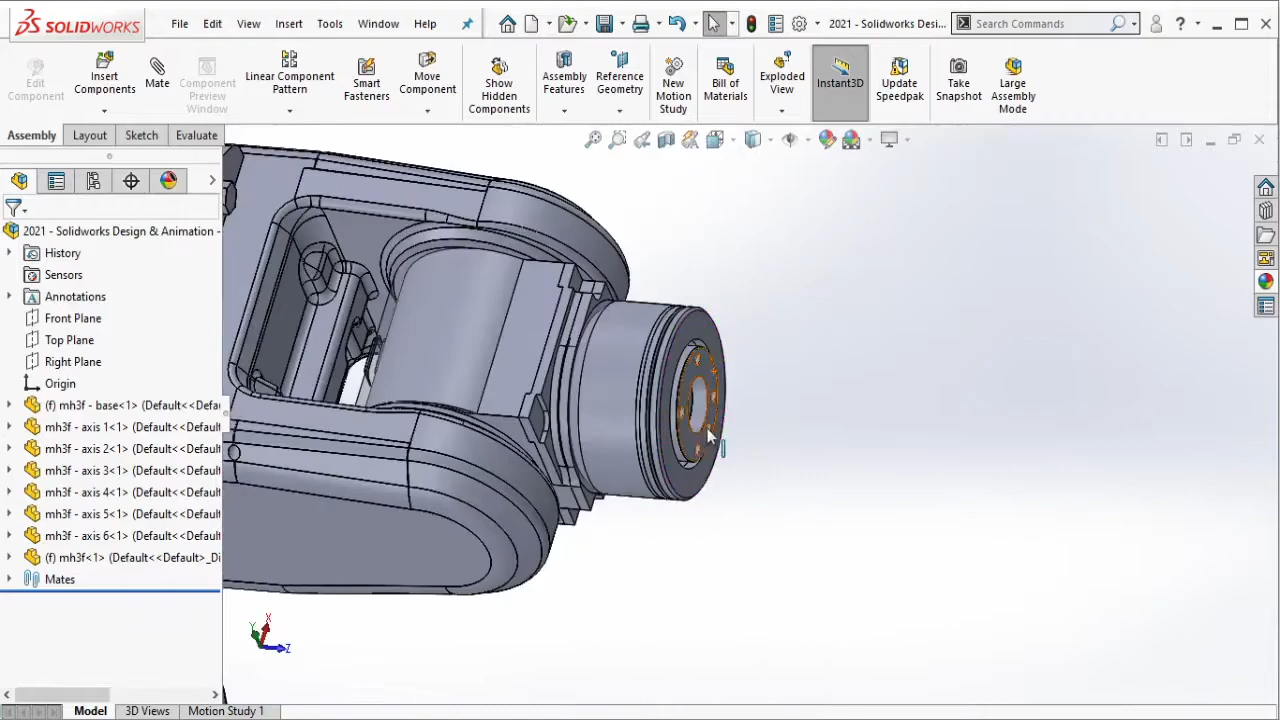 SOLIDWORKS File Edit View Insert Tools Window Help 2021 - Solidworks Desi... Search Commands
Edit Component
Insert Components
Mate
Component Preview Window
Linear Component Pattern
Smart Fasteners
Move Component
Show Hidden Components
Assembly Features
Reference Geometry
New Motion Study
Bill of Materials
Exploded View
Instant3D
Update Speedpak
Take Snapshot
Large Assembly Mode
Assembly Layout Sketch Evaluate
2021 - Solidworks Design & Animation -
History
Sensors
Annotations
Front Plane
Top Plane
Right Plane
Origin
(f) mh3f - base<1> (Default<<Defau
mh3f - axis 1<1> (Default<<Default
mh3f - axis 2<1> (Default<<Default
mh3f - axis 3<1> (Default<<Default
mh3f - axis 4<1> (Default<<Default
mh3f - axis 5<1> (Default<<Default
mh3f - axis 6<1> (Default<<Default
(f) mh3f<1> (Default<<Default>_Di
Mates
X
Y
Z
Model 3D Views Motion Study 1